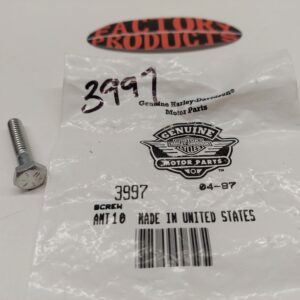 FACTORY
PRODUCTS
3997
Genuine Harley-Davidson
Motor Parts
GENUINE
MOTOR PARTS
3997
04-97
SCREW
AMT10 MADE IN UNITED STATES